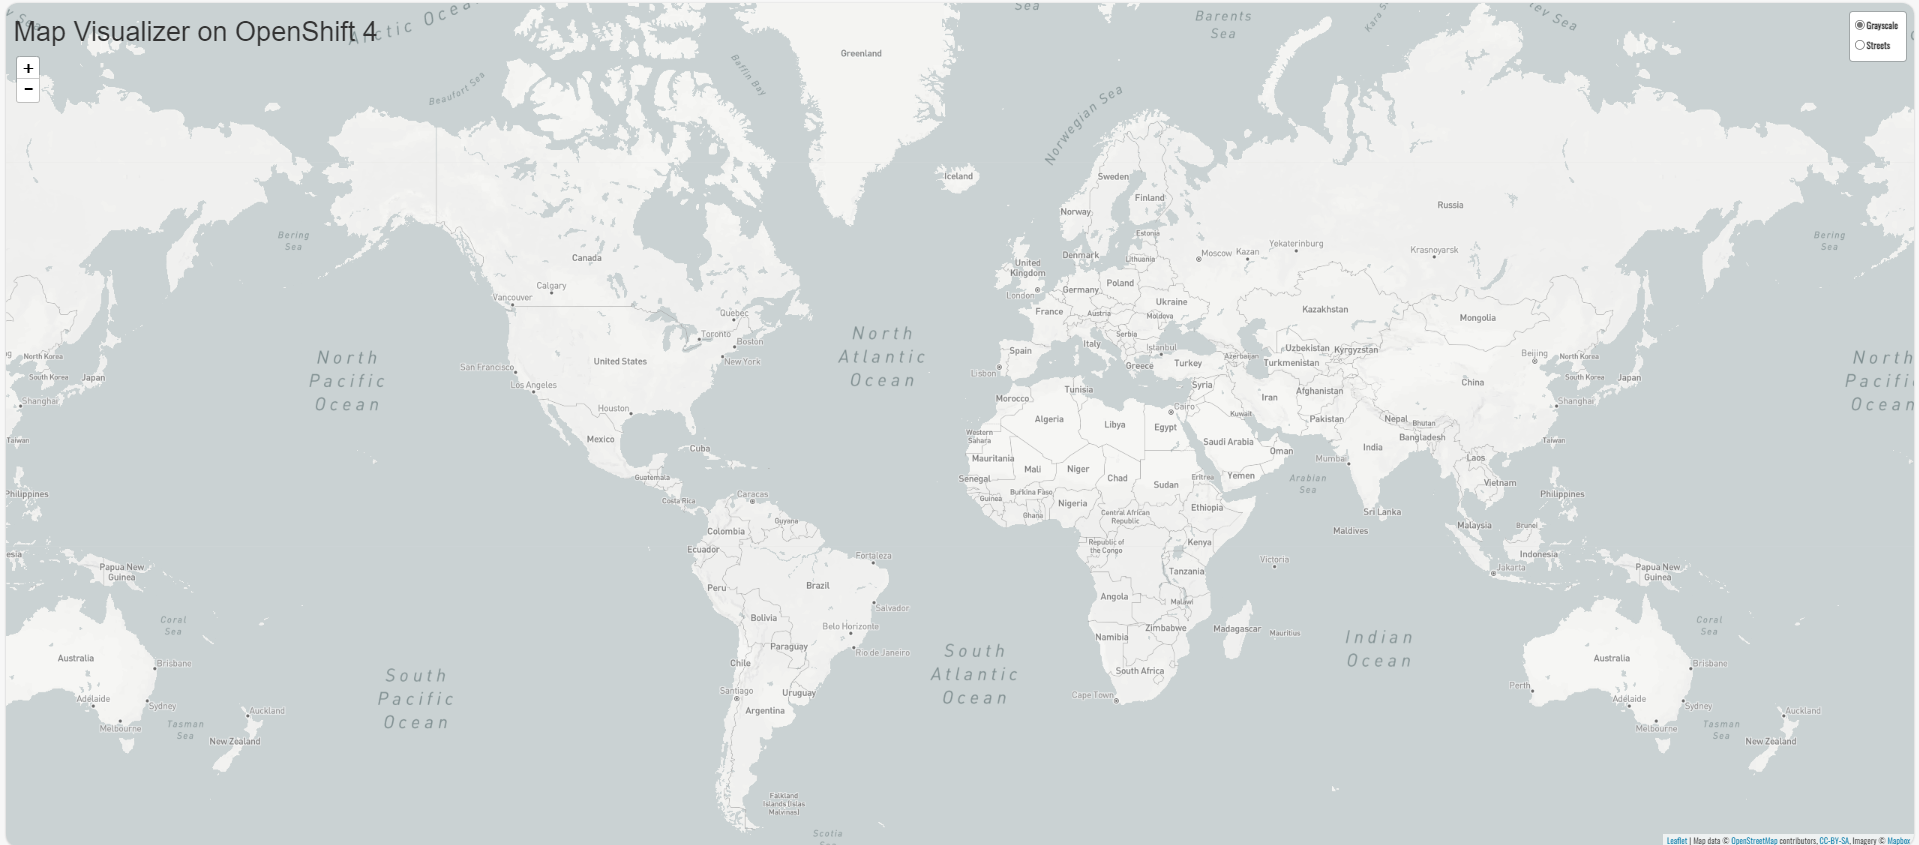 Map Visualizer on OpenShift 4
+
−
Grayscale
Streets
Arctic Ocea
Sea
Barents
Sea
Kara S
tev Sea
Greenland
Beaufort Sea
Baffin Bay
Norwegian Sea
Iceland
Sweden
Finland
Norway
Russia
Bering
Sea
Canada
Estonia
Denmark
Lithuania
Moscow
Kazan
Yekaterinburg
Krasnoyarsk
Bering
Sea
United
Kingdom
London
Calgary
Vancouver
Germany
Poland
Ukraine
Kazakhstan
Mongolia
Quebec
Toronto
Boston
New York
France
Austria
Moldova
Serbia
Italy
Istanbul
North
Atlantic
Ocean
North
Pacific
Ocean
San Francisco
United States
Los Angeles
Houston
Spain
Lisbon
Greece
Turkey
Azerbaijan
Uzbekistan
Kyrgyzstan
Turkmenistan
Beijing
North Korea
South Korea
Japan
China
Shanghai
North Korea
South Korea
Japan
Shanghai
North
Pacific
Ocean
Tunisia
Morocco
Syria
Iran
Afghanistan
Cairo
Kuwait
Pakistan
Nepal
Bhutan
Algeria
Libya
Egypt
Western
Sahara
Saudi Arabia
Bangladesh
India
Taiwan
Taiwan
Mexico
Cuba
Mauritania
Mali
Niger
Chad
Sudan
Oman
Mumbai
Laos
Guatemala
Senegal
Eritrea
Yemen
Arabian
Sea
Vietnam
Philippines
Philippines
Costa Rica
Caracas
Guinea
Burkina Faso
Nigeria
Ghana
Central African
Republic
Ethiopia
Sri Lanka
Guyana
Colombia
Maldives
Malaysia
Brunei
Ecuador
Fortaleza
Republic of
the Congo
Kenya
Victoria
Indonesia
Jakarta
esia
Papua New
Guinea
Papua New
Guinea
Peru
Brazil
Tanzania
Angola
Malawi
Salvador
Bolivia
Belo Horizonte
Rio de Janeiro
Paraguay
Namibia
Zimbabwe
Madagascar
Mauritius
Indian
Ocean
Coral
Sea
Coral
Sea
Australia
Brisbane
Australia
Brisbane
Chile
South
Atlantic
Ocean
South Africa
Cape Town
Perth
South
Pacific
Ocean
Santiago
Uruguay
Argentina
Adelaide
Sydney
Melbourne
Tasman
Sea
Auckland
New Zealand
Adelaide
Sydney
Melbourne
Tasman
Sea
Auckland
New Zealand
Falkland
Islands (Islas
Malvinas)
Scotia
Leaflet | Map data © OpenStreetMap contributors, CC-BY-SA, Imagery © Mapbox